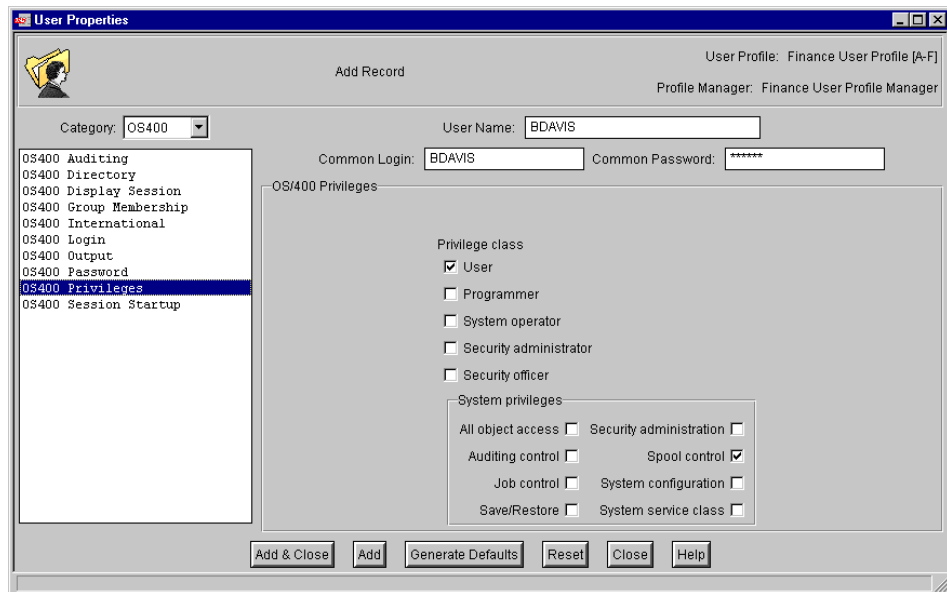 User Properties
Add Record
User Profile: Finance User Profile [A-F]
Profile Manager: Finance User Profile Manager
Category: OS400
User Name: BDAVIS
Common Login: BDAVIS
Common Password: ******
OS400 Auditing
OS400 Directory
OS400 Display Session
OS400 Group Membership
OS400 International
OS400 Login
OS400 Output
OS400 Password
OS400 Privileges
OS400 Session Startup
OS/400 Privileges
Privilege class
User
Programmer
System operator
Security administrator
Security officer
System privileges
All object access Security administration
Auditing control Spool control
Job control System configuration
Save/Restore System service class
Add & Close Add Generate Defaults Reset Close Help